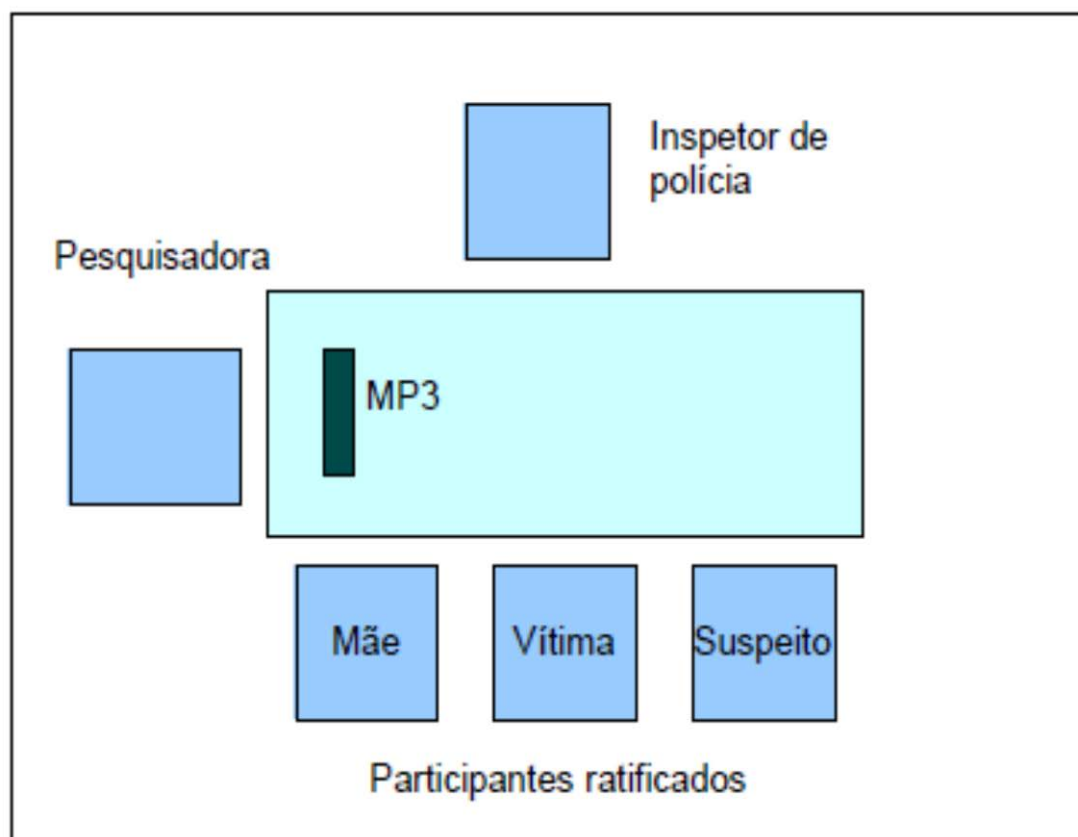 Inspetor de
polícia
Pesquisadora
MP3
Mãe
Vítima
Suspeito
Participantes ratificados